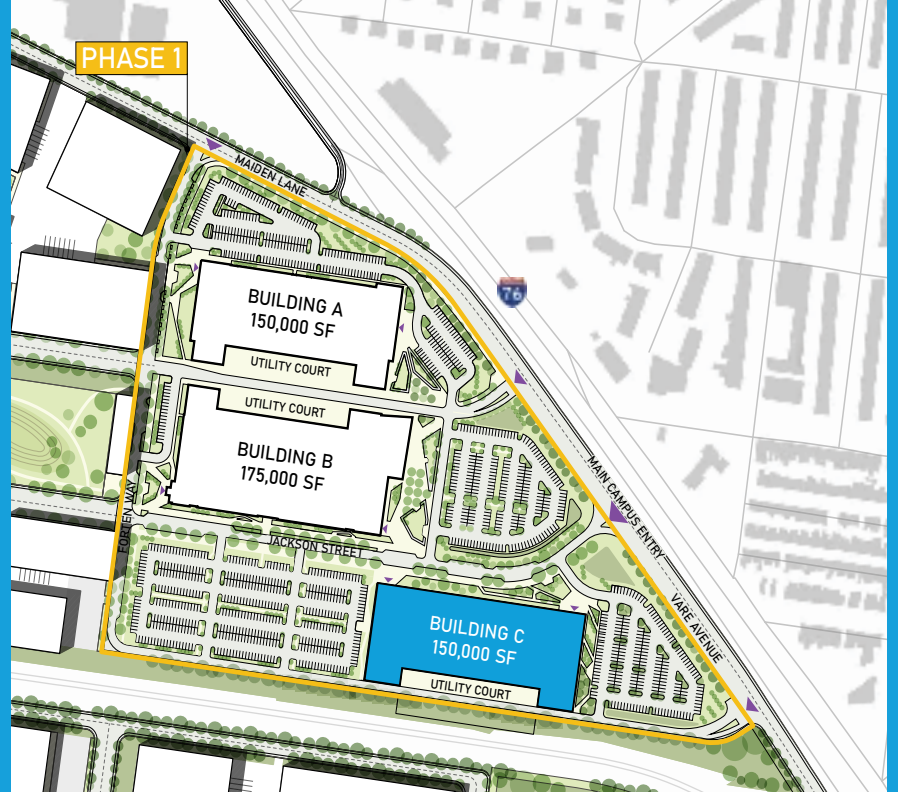 PHASE 1
MAIDEN LANE
76
BUILDING A
150,000 SF
UTILITY COURT
UTILITY COURT
BUILDING B
175,000 SF
MAIN CAMPUS ENTRY
FORTEN WAY
JACKSON STREET
VARE AVENUE
BUILDING C
150,000 SF
UTILITY COURT